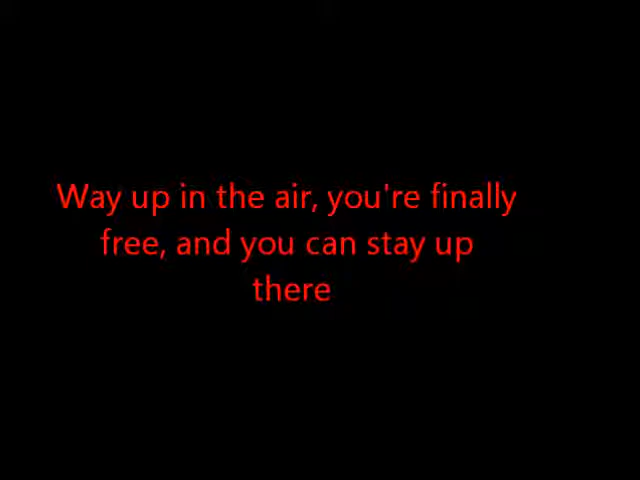 Way up in the air, you're finally
free, and you can stay up
there